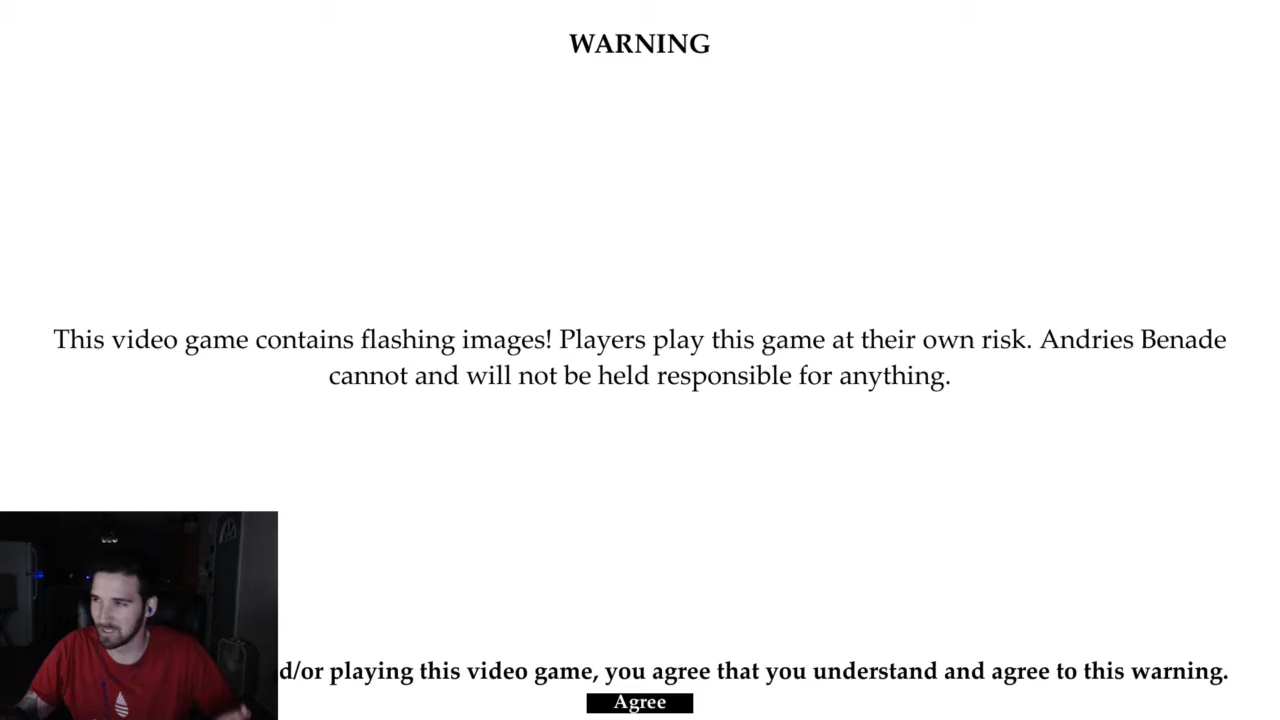 WARNING
This video game contains flashing images! Players play this game at their own risk. Andries Benade
cannot and will not be held responsible for anything.
d/or playing this video game, you agree that you understand and agree to this warning.
Agree